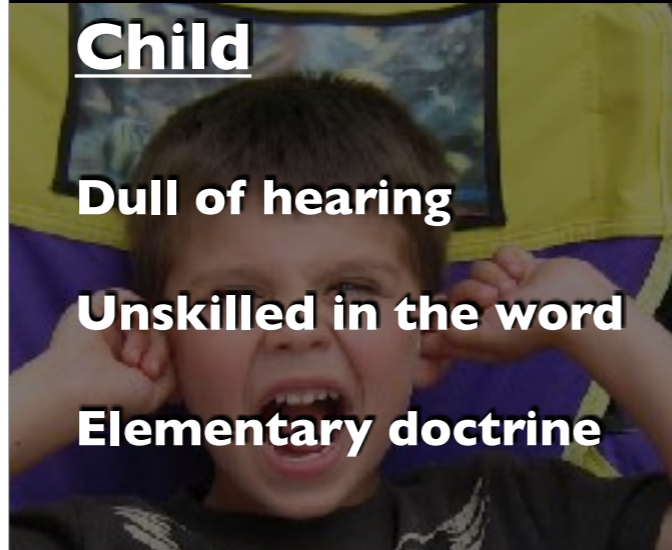 Child
Dull of hearing
Unskilled in the word
Elementary doctrine